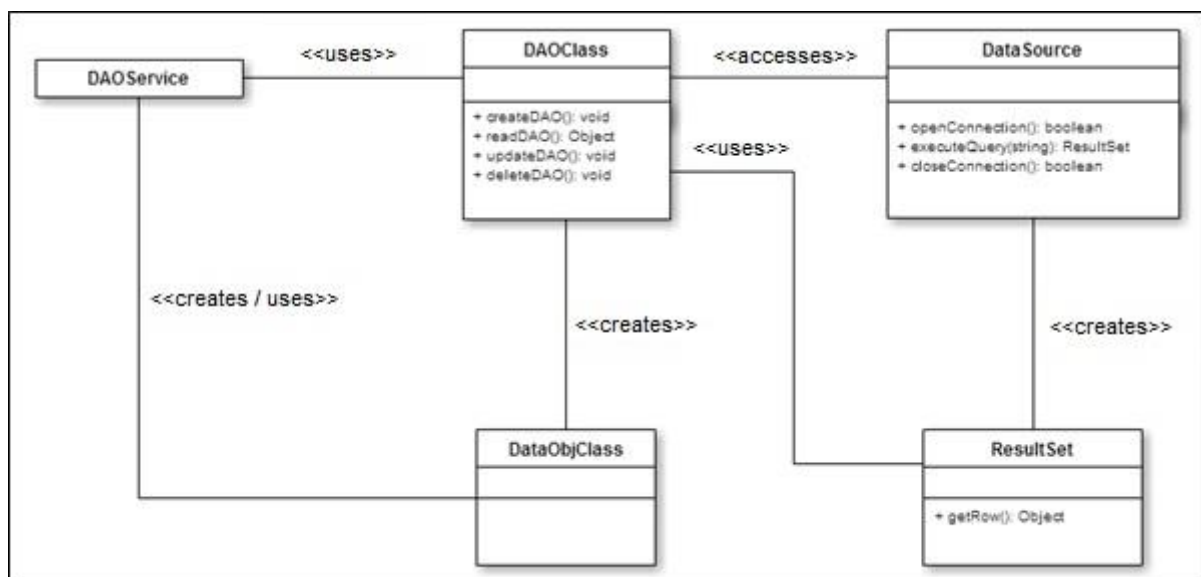 <<uses>>
DAOClass
<<accesses>>
DataSource
DAOService
+ createDAO(): void
+ readDAO(): Object
+ updateDAO(): void
+ deleteDAO(): void
+ openConnection(): boolean
+ executeQuery(string): ResultSet
+ closeConnection(): boolean
<<uses>>
<<creates / uses>>
<<creates>>
<<creates>>
DataObjClass
ResultSet
+ getRow(): Object